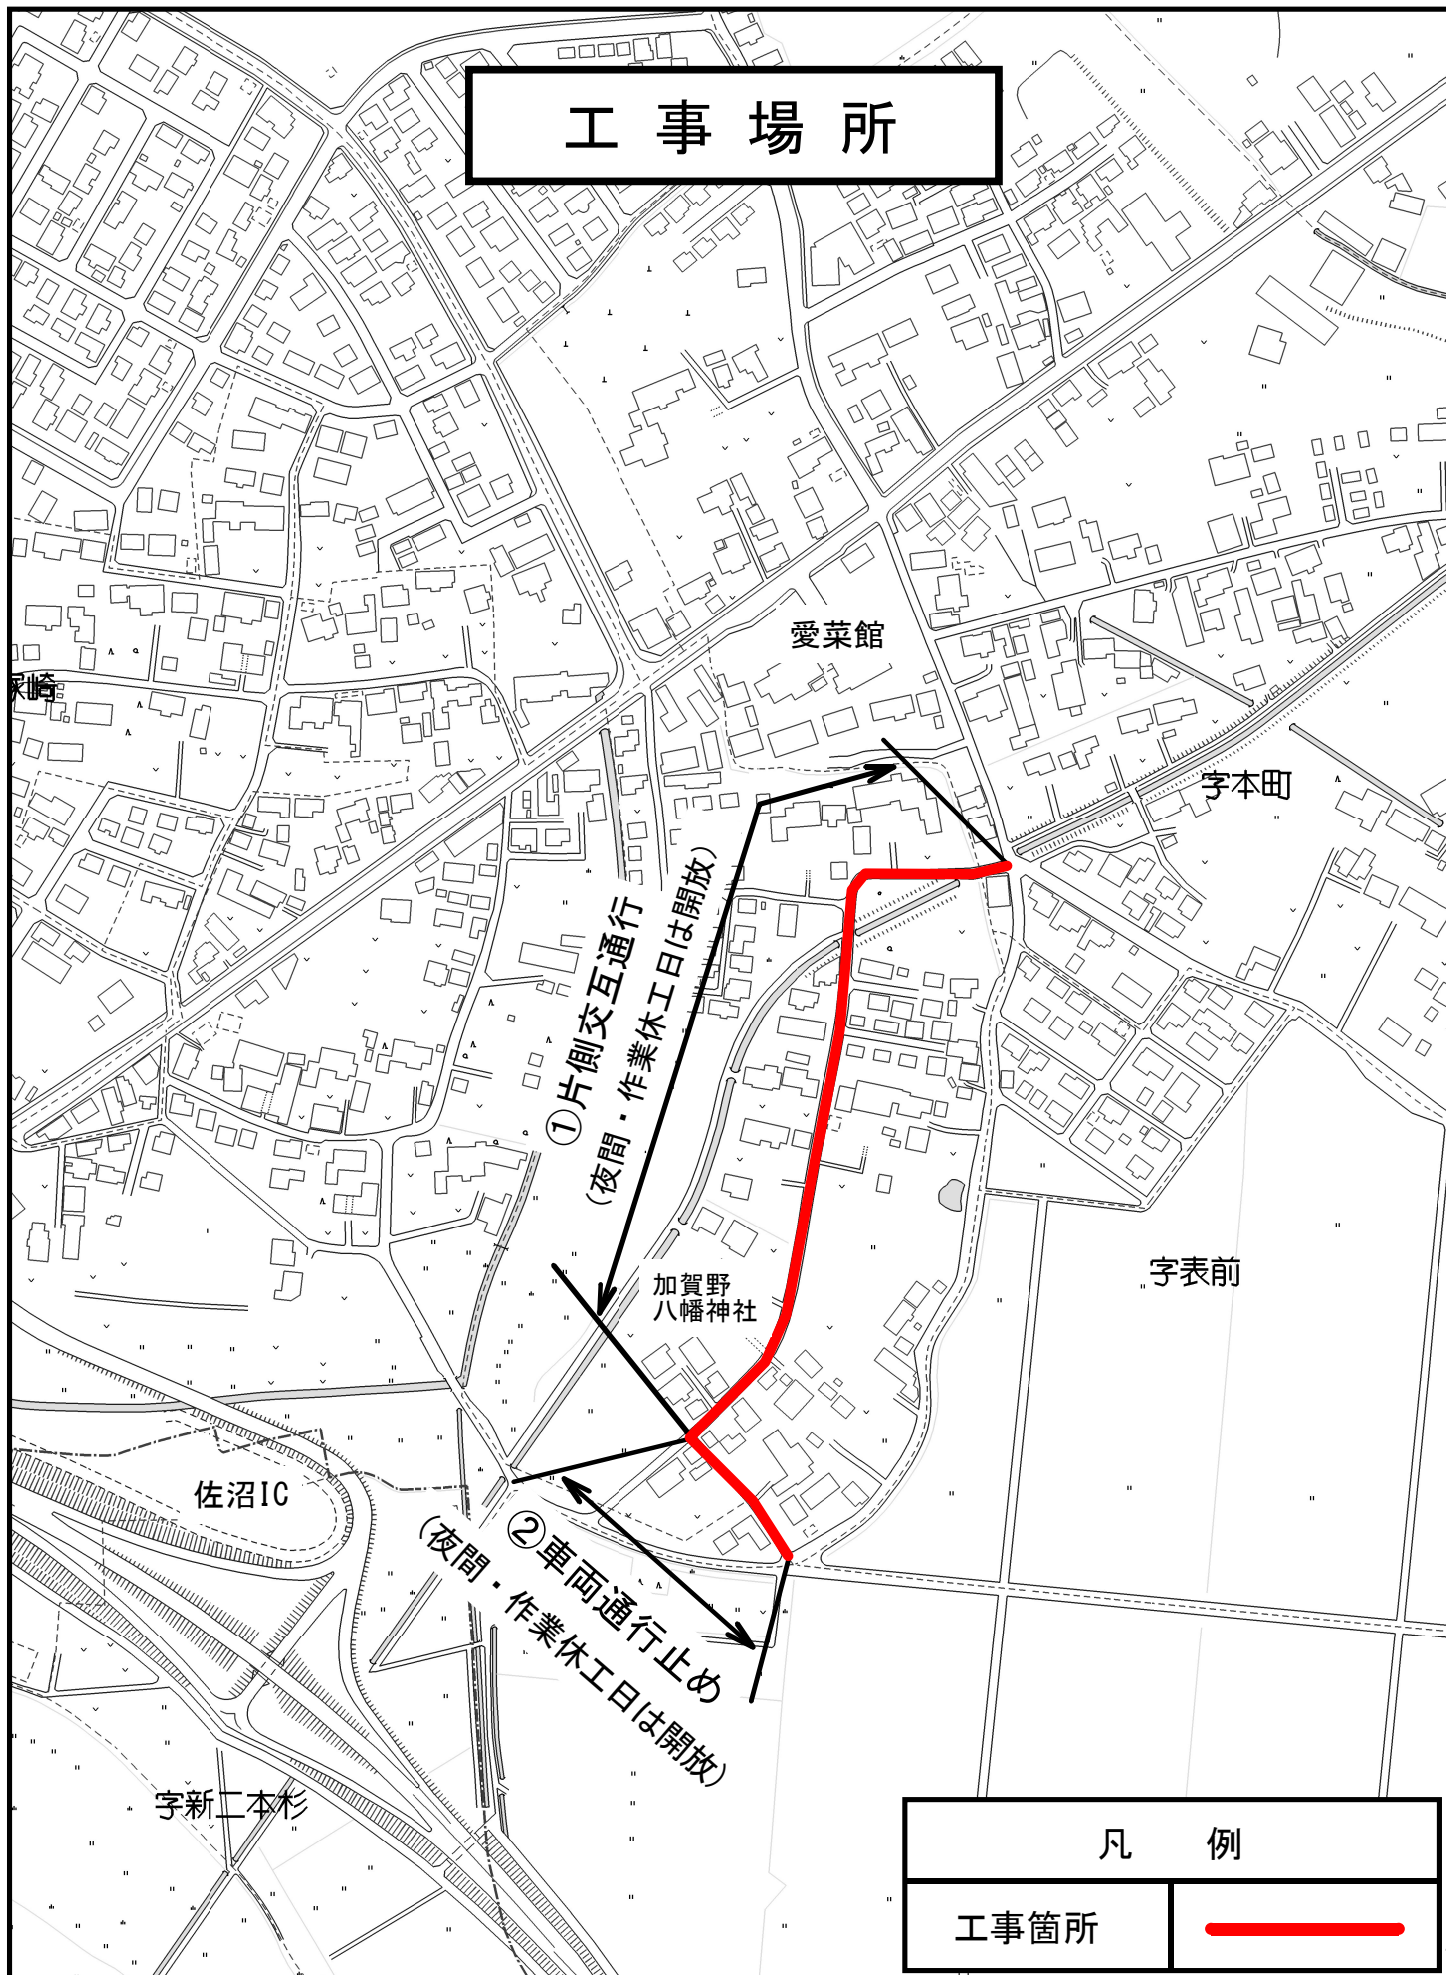 工事場所
愛菜館
字本町
①片側交互通行
(夜間・作業休工日は開放)
加賀野
八幡神社
字表前
佐沼IC
②車両通行止め
(夜間・作業休工日は開放)
字新二本杉
凡例
工事箇所